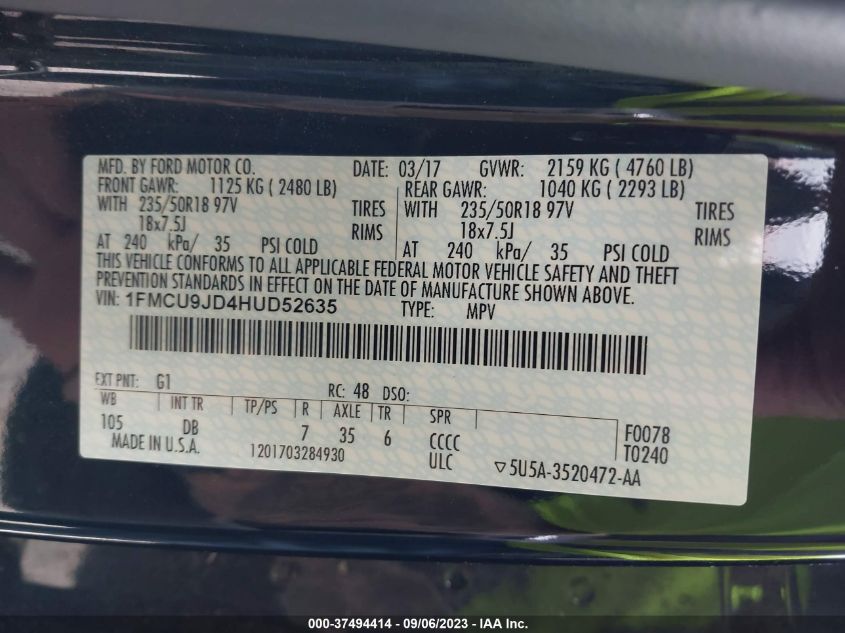 MFD. BY FORD MOTOR CO. DATE: 03/17 GVWR: 2159 KG ( 4760 LB)
FRONT GAWR: 1125 KG ( 2480 LB) REAR GAWR: 1040 KG ( 2293 LB)
WITH 235/50R18 97V TIRES WITH 235/50R18 97V TIRES
18x7.5J RIMS 18x7.5J RIMS
AT 240 kPa/ 35 PSI COLD AT 240 kPa/ 35 PSI COLD
THIS VEHICLE CONFORMS TO ALL APPLICABLE FEDERAL MOTOR VEHICLE SAFETY AND THEFT
PREVENTION STANDARDS IN EFFECT ON THE DATE OF MANUFACTURE SHOWN ABOVE.
VIN: 1FMCU9JD4HUD52635 TYPE: MPV
EXT PNT: G1 RC: 48 DSO:
WB INT TR TP/PS R AXLE TR SPR
105 DB 7 35 6 CCCC F0078
MADE IN U.S.A. 1201703284930 ULC T0240
▽5U5A-3520472-AA
000-37494414 - 09/06/2023 - IAA Inc.